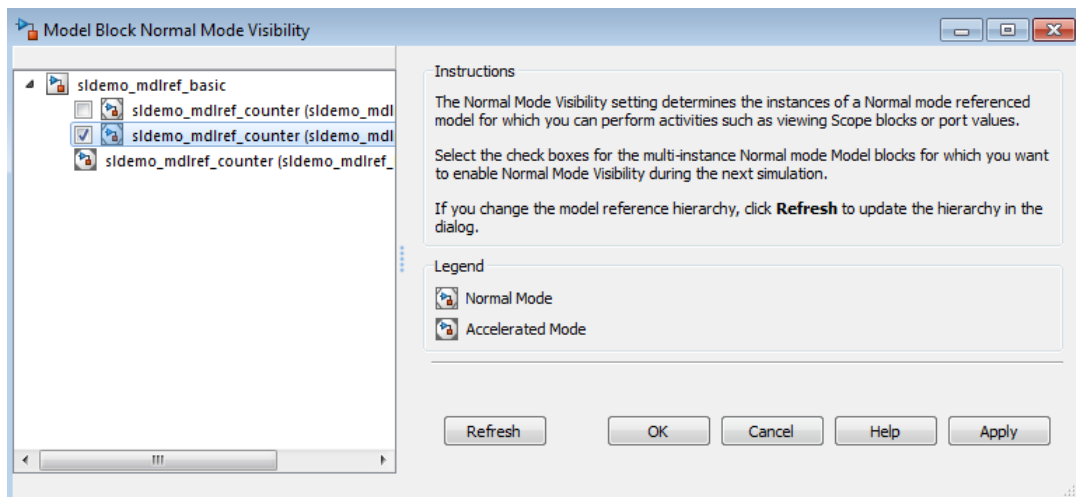 Model Block Normal Mode Visibility
sldemo_mdlref_basic
sldemo_mdlref_counter (sldemo_mdl
sldemo_mdlref_counter (sldemo_mdl
sldemo_mdlref_counter (sldemo_mdlref_
Instructions
The Normal Mode Visibility setting determines the instances of a Normal mode referenced
model for which you can perform activities such as viewing Scope blocks or port values.
Select the check boxes for the multi-instance Normal mode Model blocks for which you want
to enable Normal Mode Visibility during the next simulation.
If you change the model reference hierarchy, click Refresh to update the hierarchy in the
dialog.
Legend
Normal Mode
Accelerated Mode
Refresh OK Cancel Help Apply